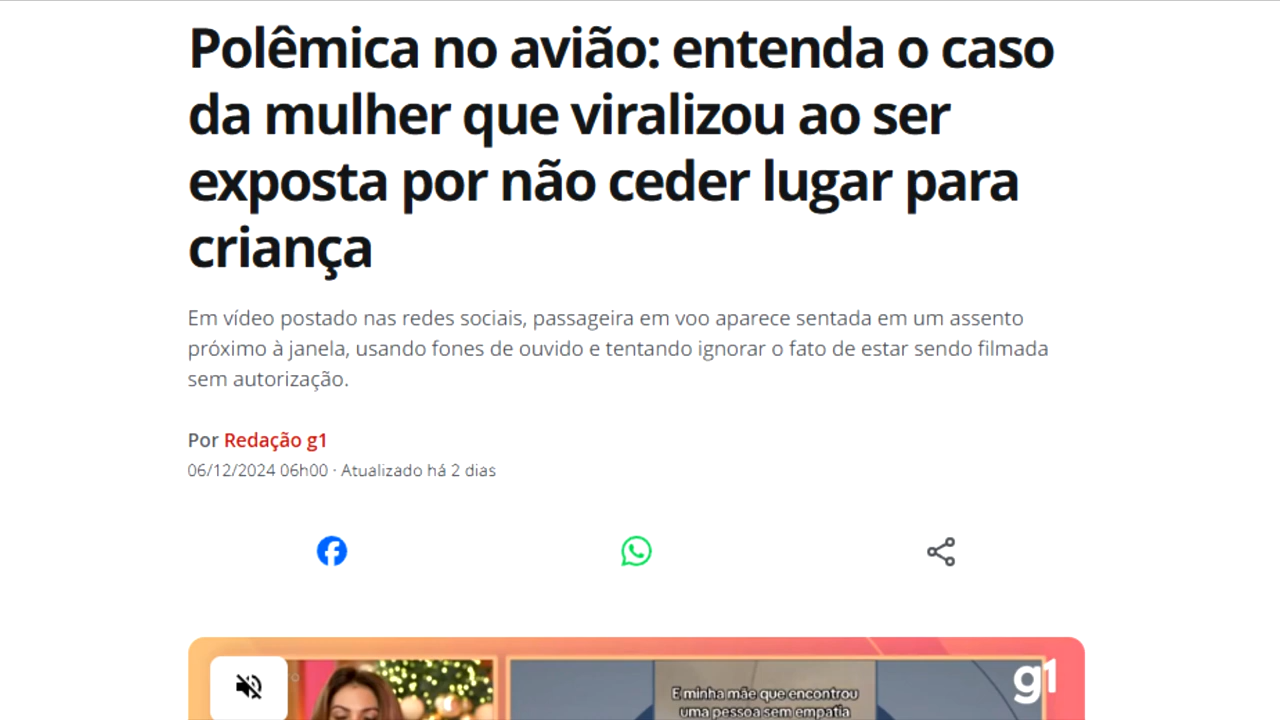 Polêmica no avião: entenda o caso
da mulher que viralizou ao ser
exposta por não ceder lugar para
criança
Em vídeo postado nas redes sociais, passageira em voo aparece sentada em um assento
próximo à janela, usando fones de ouvido e tentando ignorar o fato de estar sendo filmada
sem autorização.
Por Redação g1
06/12/2024 06h00 · Atualizado há 2 dias
g1
E minha mãe que encontrou
uma pessoa sem empatia